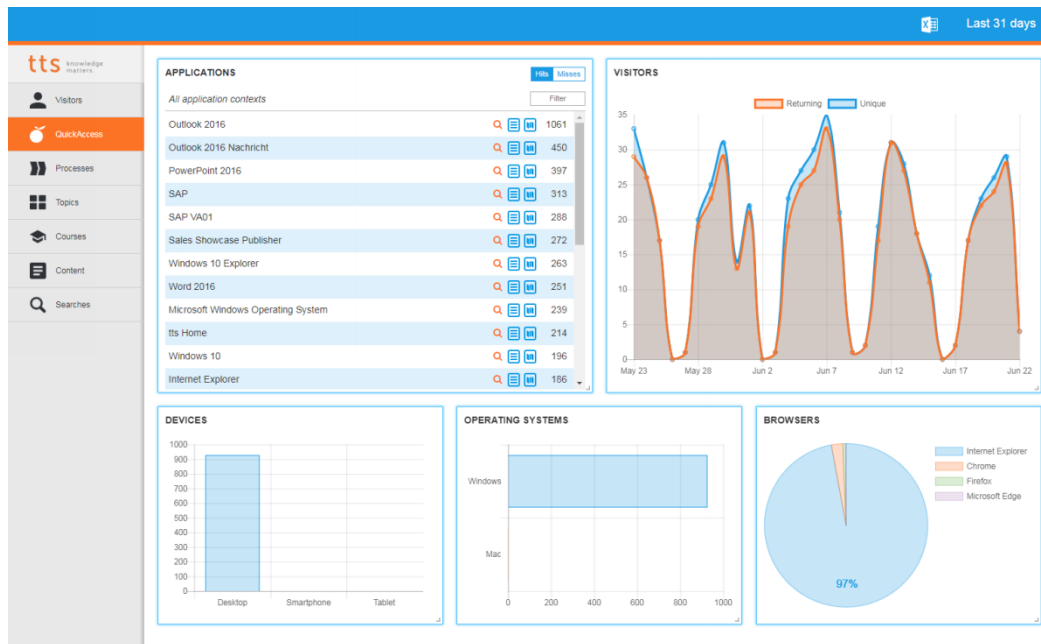 Last 31 days
tts knowledge matters.
Visitors
QuickAccess
Processes
Topics
Courses
Content
Searches
APPLICATIONS
Hits Misses
All application contexts
Filter
Outlook 2016 1061
Outlook 2016 Nachricht 450
PowerPoint 2016 397
SAP 313
SAP VA01 288
Sales Showcase Publisher 272
Windows 10 Explorer 263
Word 2016 251
Microsoft Windows Operating System 239
tts Home 214
Windows 10 196
Internet Explorer 186
VISITORS
Returning Unique
35
30
25
20
15
10
5
0
May 23 May 28 Jun 2 Jun 7 Jun 12 Jun 17 Jun 22
DEVICES
1000
900
800
700
600
500
400
300
200
100
0
Desktop Smartphone Tablet
OPERATING SYSTEMS
Windows
Mac
0 200 400 600 800 1000
BROWSERS
Internet Explorer
Chrome
Firefox
Microsoft Edge
97%